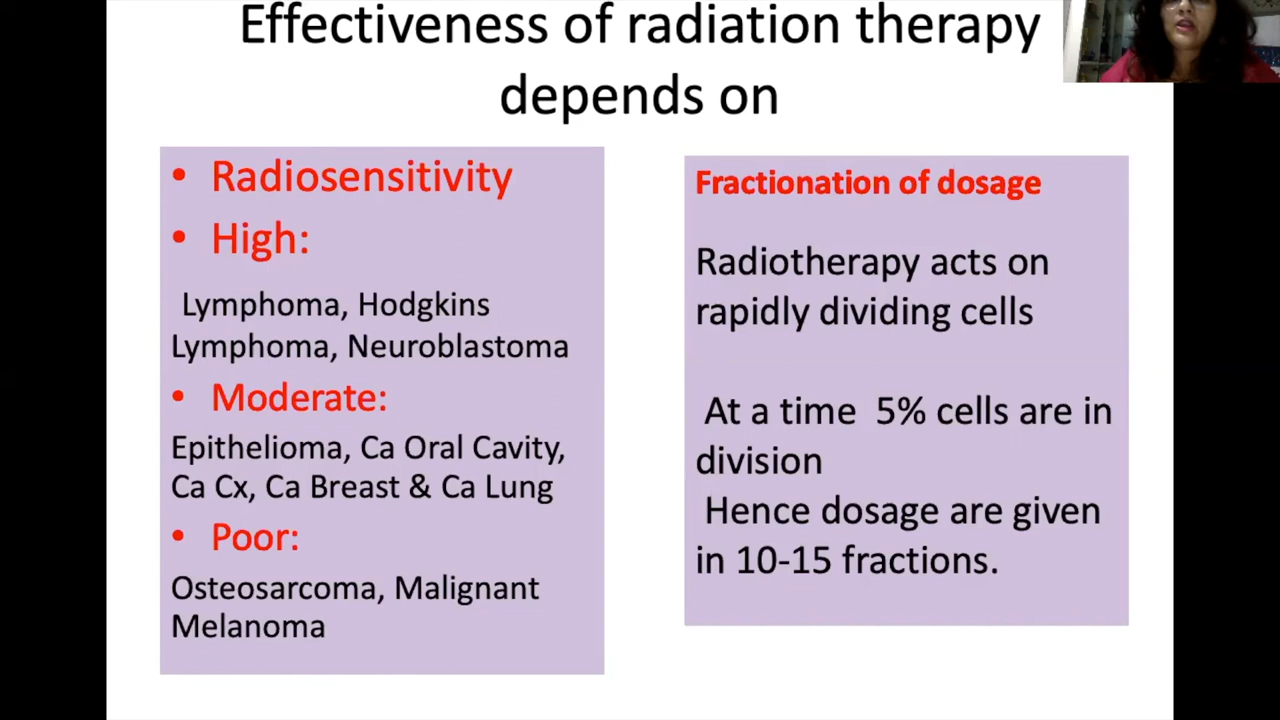 Effectiveness of radiation therapy
depends on
• Radiosensitivity
• High:
Lymphoma, Hodgkins
Lymphoma, Neuroblastoma
• Moderate:
Epithelioma, Ca Oral Cavity,
Ca Cx, Ca Breast & Ca Lung
• Poor:
Osteosarcoma, Malignant
Melanoma
Fractionation of dosage
Radiotherapy acts on
rapidly dividing cells
At a time 5% cells are in
division
Hence dosage are given
in 10-15 fractions.